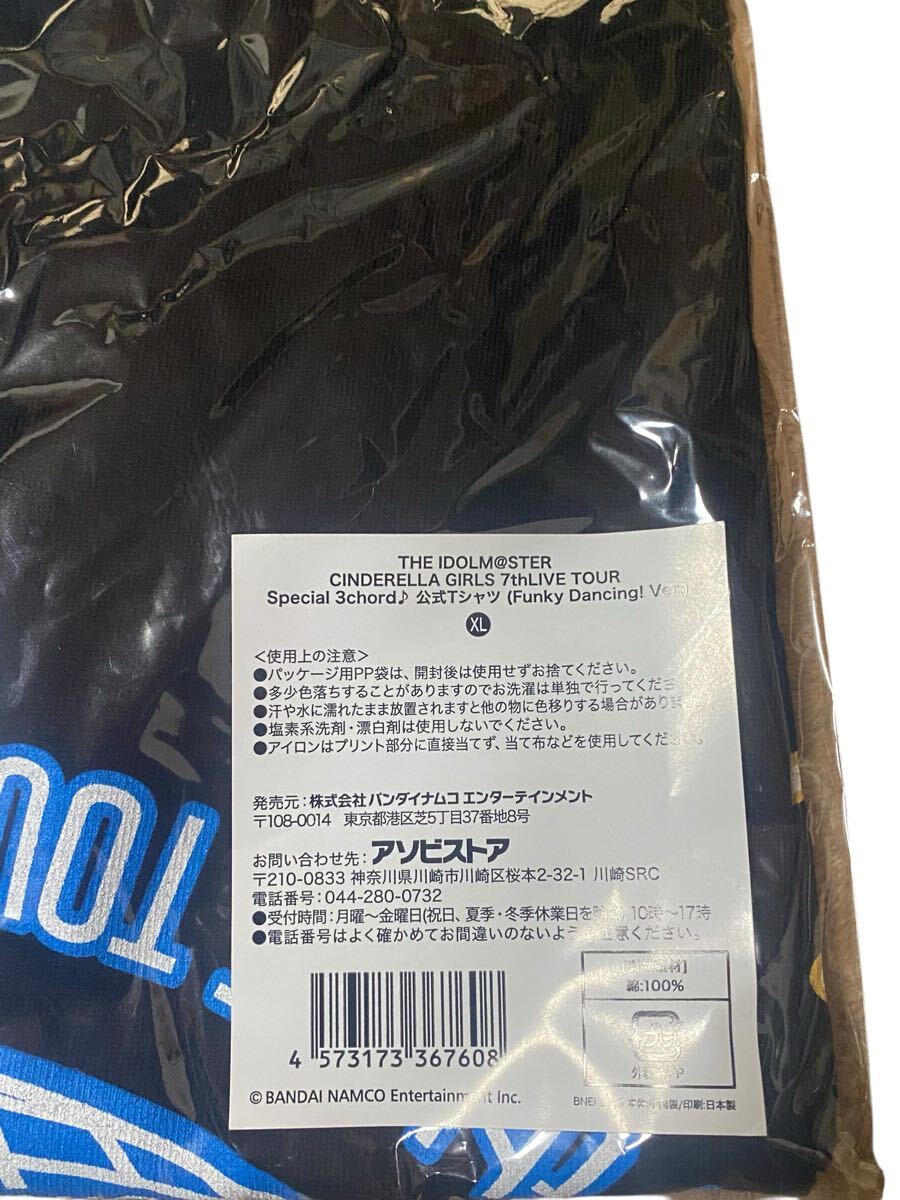 THE IDOLM@STER
CINDERELLA GIRLS 7thLIVE TOUR
Special 3chord♪ 公式Tシャツ (Funky Dancing! Ver.)
XL
＜使用上の注意＞
●パッケージ用PP袋は、開封後は使用せずお捨てください。
●多少色落ちすることがありますのでお洗濯は単独で行ってくださ
●汗や水に濡れたまま放置されますと他の物に色移りする場合があります
●塩素系洗剤・漂白剤は使用しないでください。
●アイロンはプリント部分に直接当てず、当て布などを使用してください。
発売元：株式会社バンダイナムコエンターテインメント
〒108-0014 東京都港区芝5丁目37番地8号
お問い合わせ先：アソビストア
〒210-0833 神奈川県川崎市川崎区桜本2-32-1 川崎SRC
電話番号：044-280-0732
●受付時間：月曜～金曜日(祝日、夏季・冬季休業日を除く) 10時～17時
●電話番号はよく確かめてお間違いのないようご注意ください。
綿:100%
プラ
4 573173 367608
©BANDAI NAMCO Entertainment Inc.
/印刷:日本製
TOU